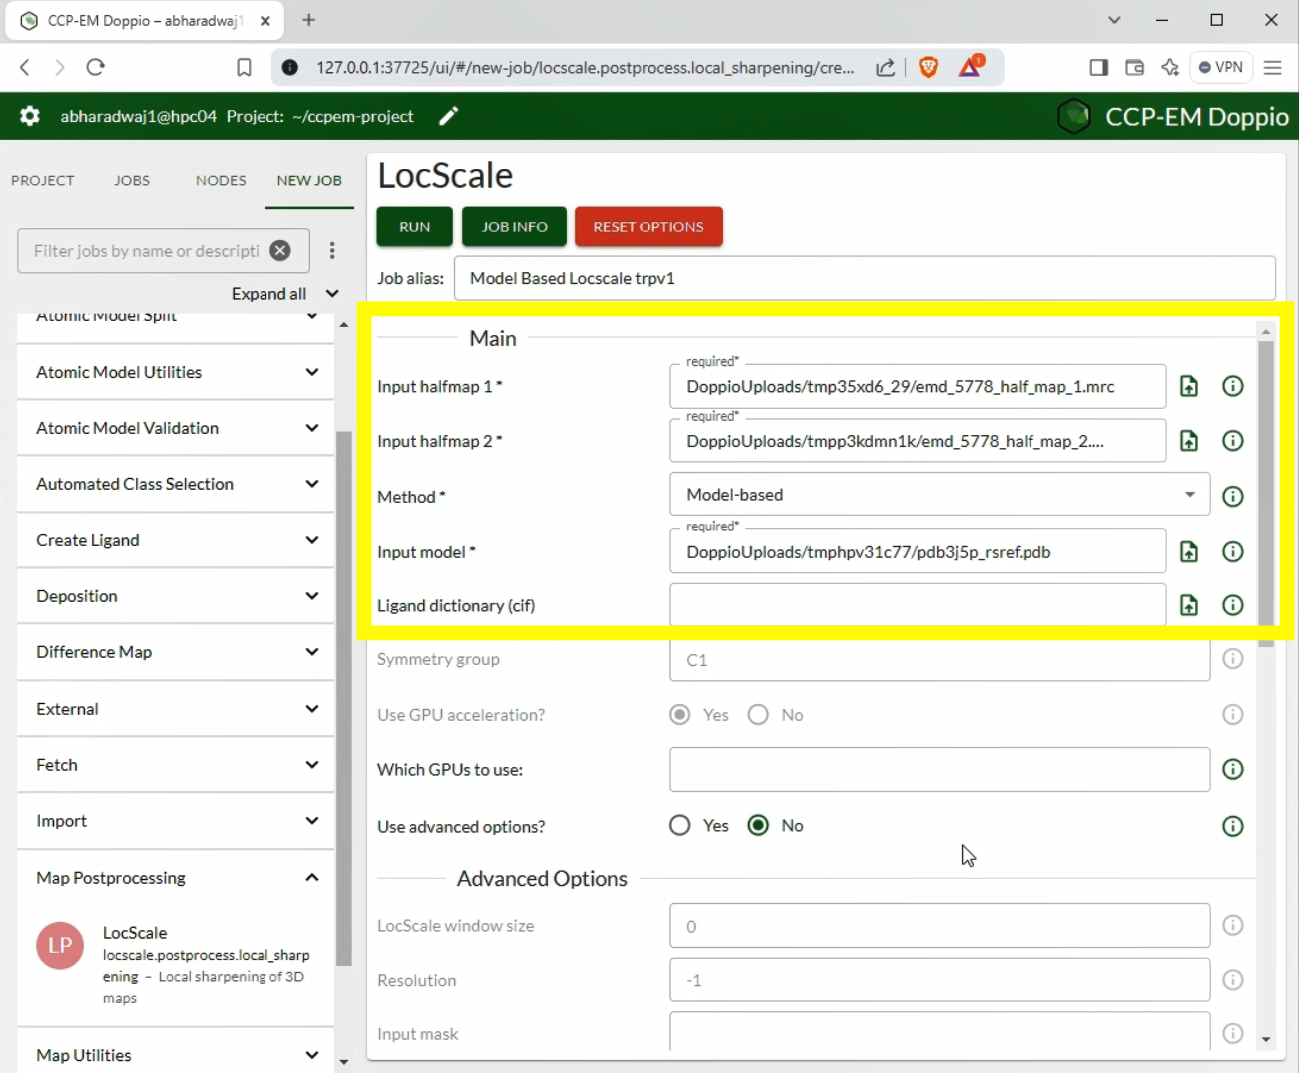 CCP-EM Doppio – abharadwaj1
127.0.0.1:37725/ui/#/new-job/locscale.postprocess.local_sharpening/cre...
1
VPN
abharadwaj1@hpc04 Project: ~/ccpem-project
CCP-EM Doppio
PROJECT
JOBS
NODES
NEW JOB
Filter jobs by name or descripti
Expand all
Atomic Model Split
Atomic Model Utilities
Atomic Model Validation
Automated Class Selection
Create Ligand
Deposition
Difference Map
External
Fetch
Import
Map Postprocessing
LP
LocScale
locscale.postprocess.local_sharp
ening – Local sharpening of 3D
maps
Map Utilities
LocScale
RUN
JOB INFO
RESET OPTIONS
Job alias:
Model Based Locscale trpv1
Main
required*
Input halfmap 1 *
DoppioUploads/tmp35xd6_29/emd_5778_half_map_1.mrc
required*
Input halfmap 2 *
DoppioUploads/tmpp3kdmn1k/emd_5778_half_map_2....
Method *
Model-based
required*
Input model *
DoppioUploads/tmphpv31c77/pdb3j5p_rsref.pdb
Ligand dictionary (cif)
Symmetry group
C1
Use GPU acceleration?
Yes
No
Which GPUs to use:
Use advanced options?
Yes
No
Advanced Options
LocScale window size
0
Resolution
-1
Input mask